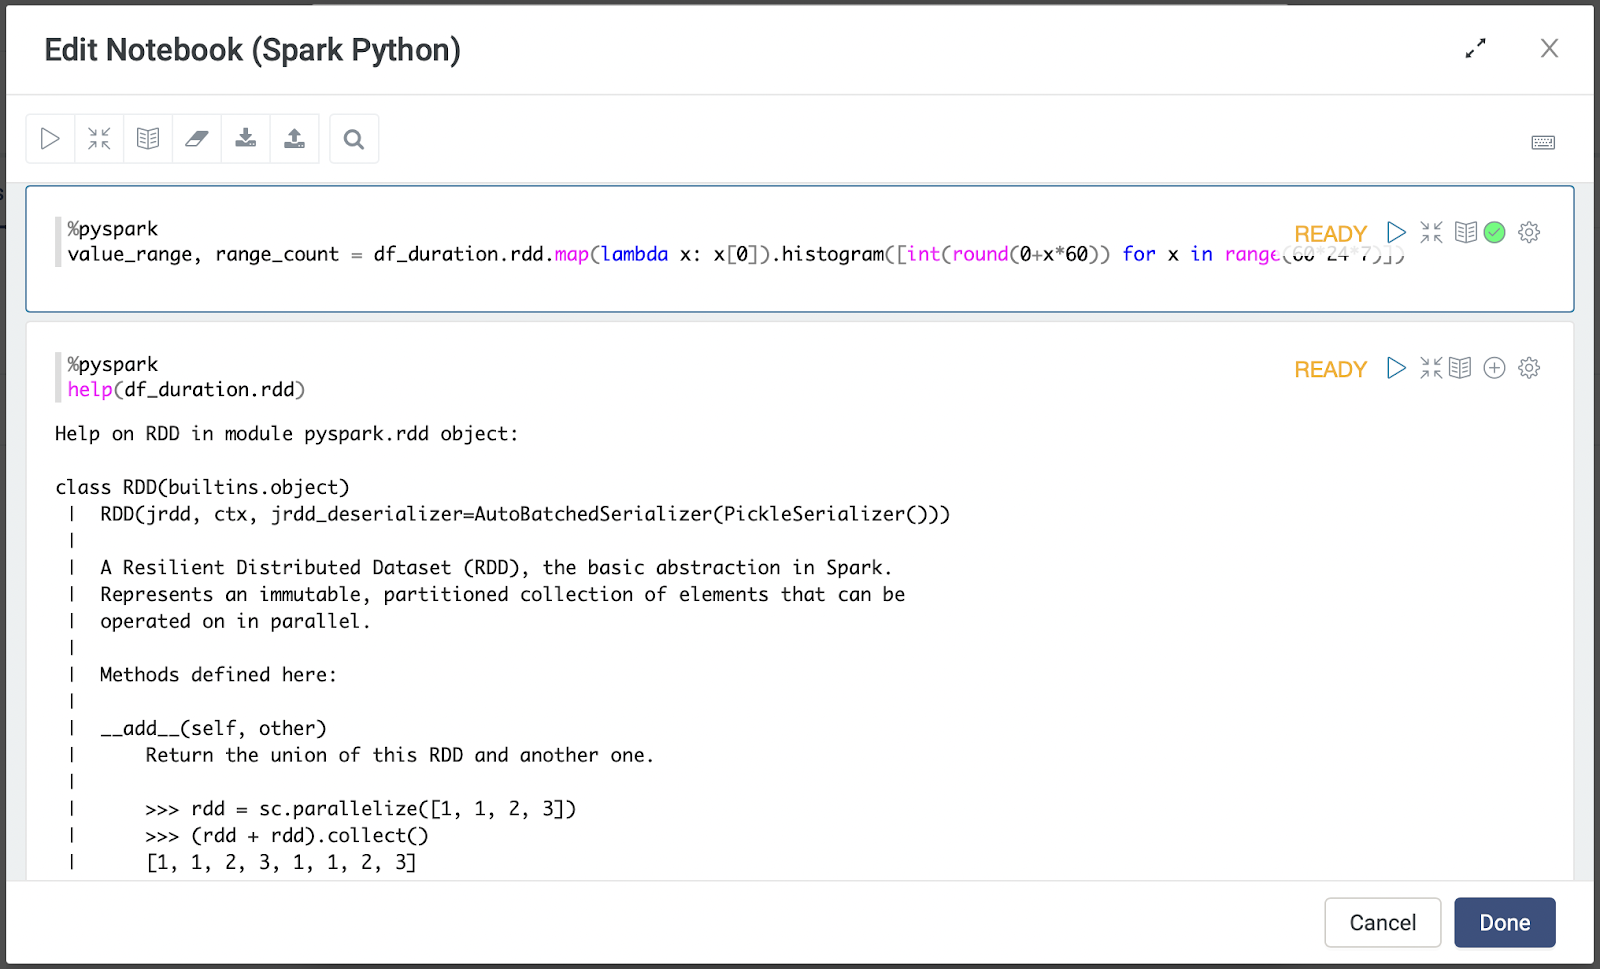 Edit Notebook (Spark Python)
%pyspark
READY
value_range, range_count = df_duration.rdd.map(lambda x: x[0]).histogram([int(round(0+x*60)) for x in range(60*24*7)])
%pyspark
READY
help(df_duration.rdd)
Help on RDD in module pyspark.rdd object:
class RDD(builtins.object)
| RDD(jrdd, ctx, jrdd_deserializer=AutoBatchedSerializer(PickleSerializer()))
|
| A Resilient Distributed Dataset (RDD), the basic abstraction in Spark.
| Represents an immutable, partitioned collection of elements that can be
| operated on in parallel.
|
| Methods defined here:
|
| __add__(self, other)
| Return the union of this RDD and another one.
|
| >>> rdd = sc.parallelize([1, 1, 2, 3])
| >>> (rdd + rdd).collect()
| [1, 1, 2, 3, 1, 1, 2, 3]
Cancel
Done